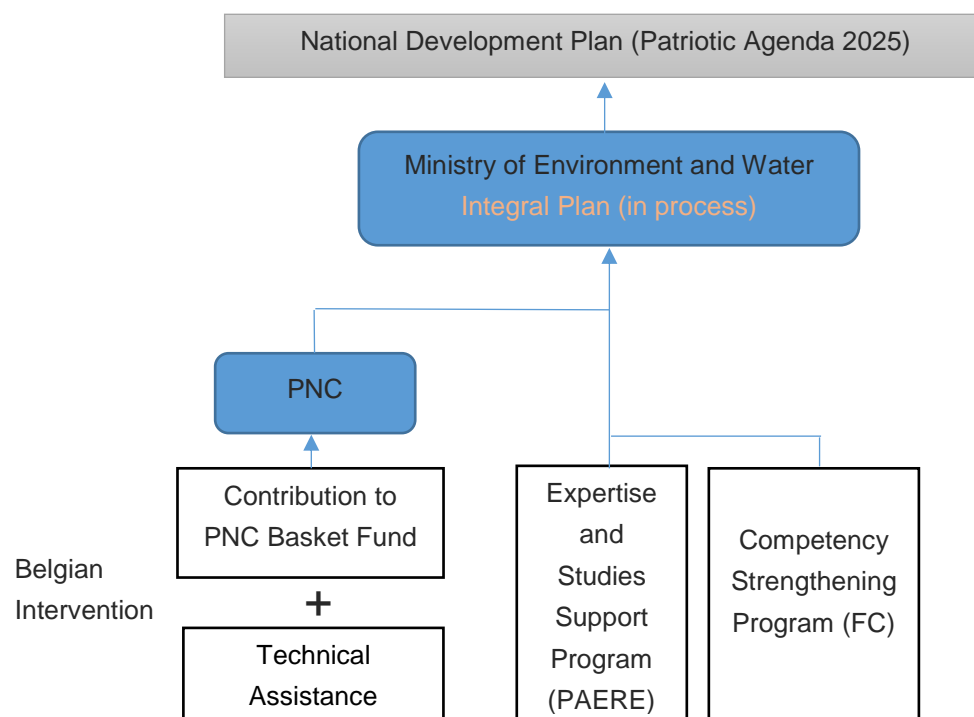 National Development Plan (Patriotic Agenda 2025)
Ministry of Environment and Water
Integral Plan (in process)
PNC
Contribution to
PNC Basket Fund
+
Technical
Assistance
Belgian
Intervention
Expertise
and
Studies
Support
Program
(PAERE)
Competency
Strengthening
Program (FC)